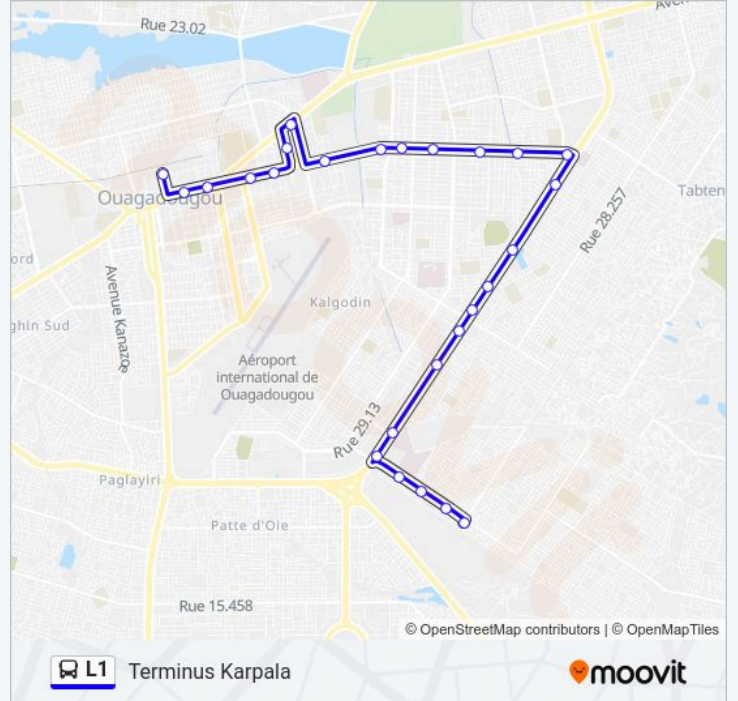 Rue 23.02
Aven
Ouagadougou
Tabten
Rue 28.257
ord
Avenue Kanazoe
Kalgodin
ghin Sud
Aéroport
international de
Ouagadougou
Rue 29.13
Paglayiri
Patte d'Oie
Rue 15.458
© OpenStreetMap contributors | © OpenMapTiles
L1 Terminus Karpala
moovit